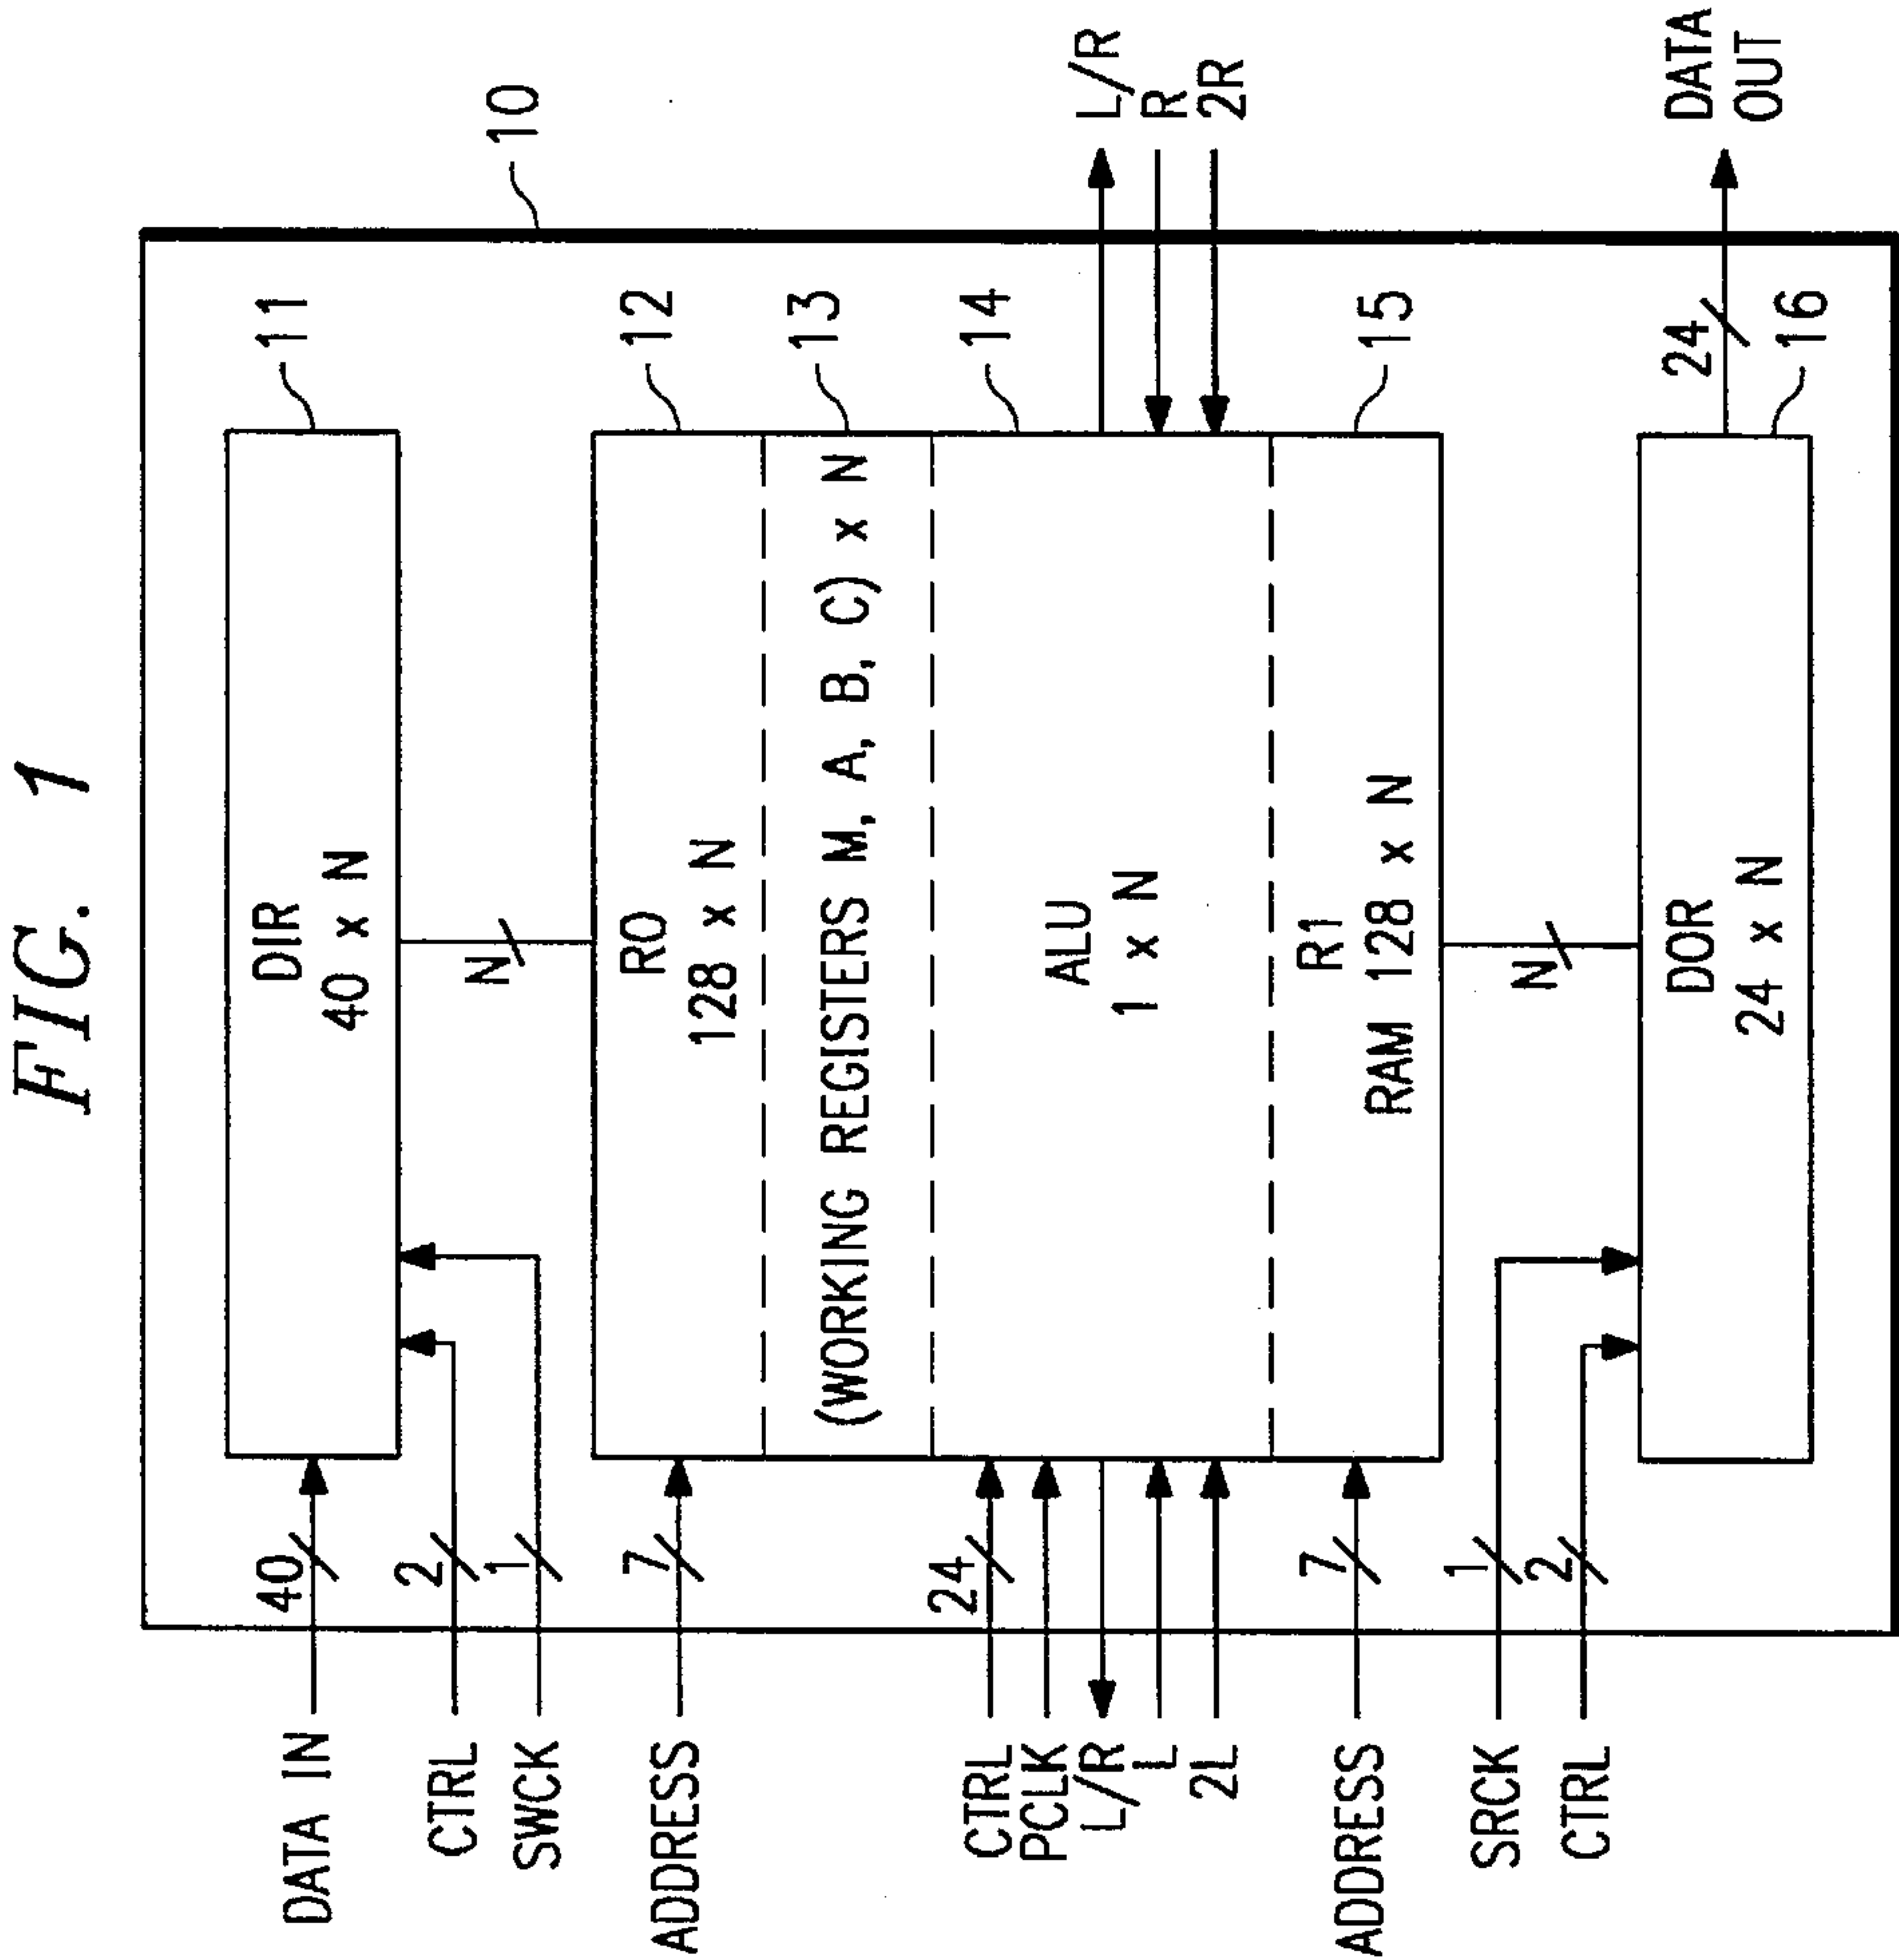 FIG. 1
10
DATA IN
40
DIR
40 x N
11
CTRL
2
SWCK
1
N
ADDRESS
7
RO
128 x N
12
(WORKING REGISTERS M, A, B, C) x N
13
CTRL
24
PCLK
L/R
L
2L
ALU
1 x N
14
L/R
R
2R
ADDRESS
7
R1
RAM 128 x N
15
N
SRCK
1
CTRL
2
DOR
24 x N
24
DATA
OUT
16